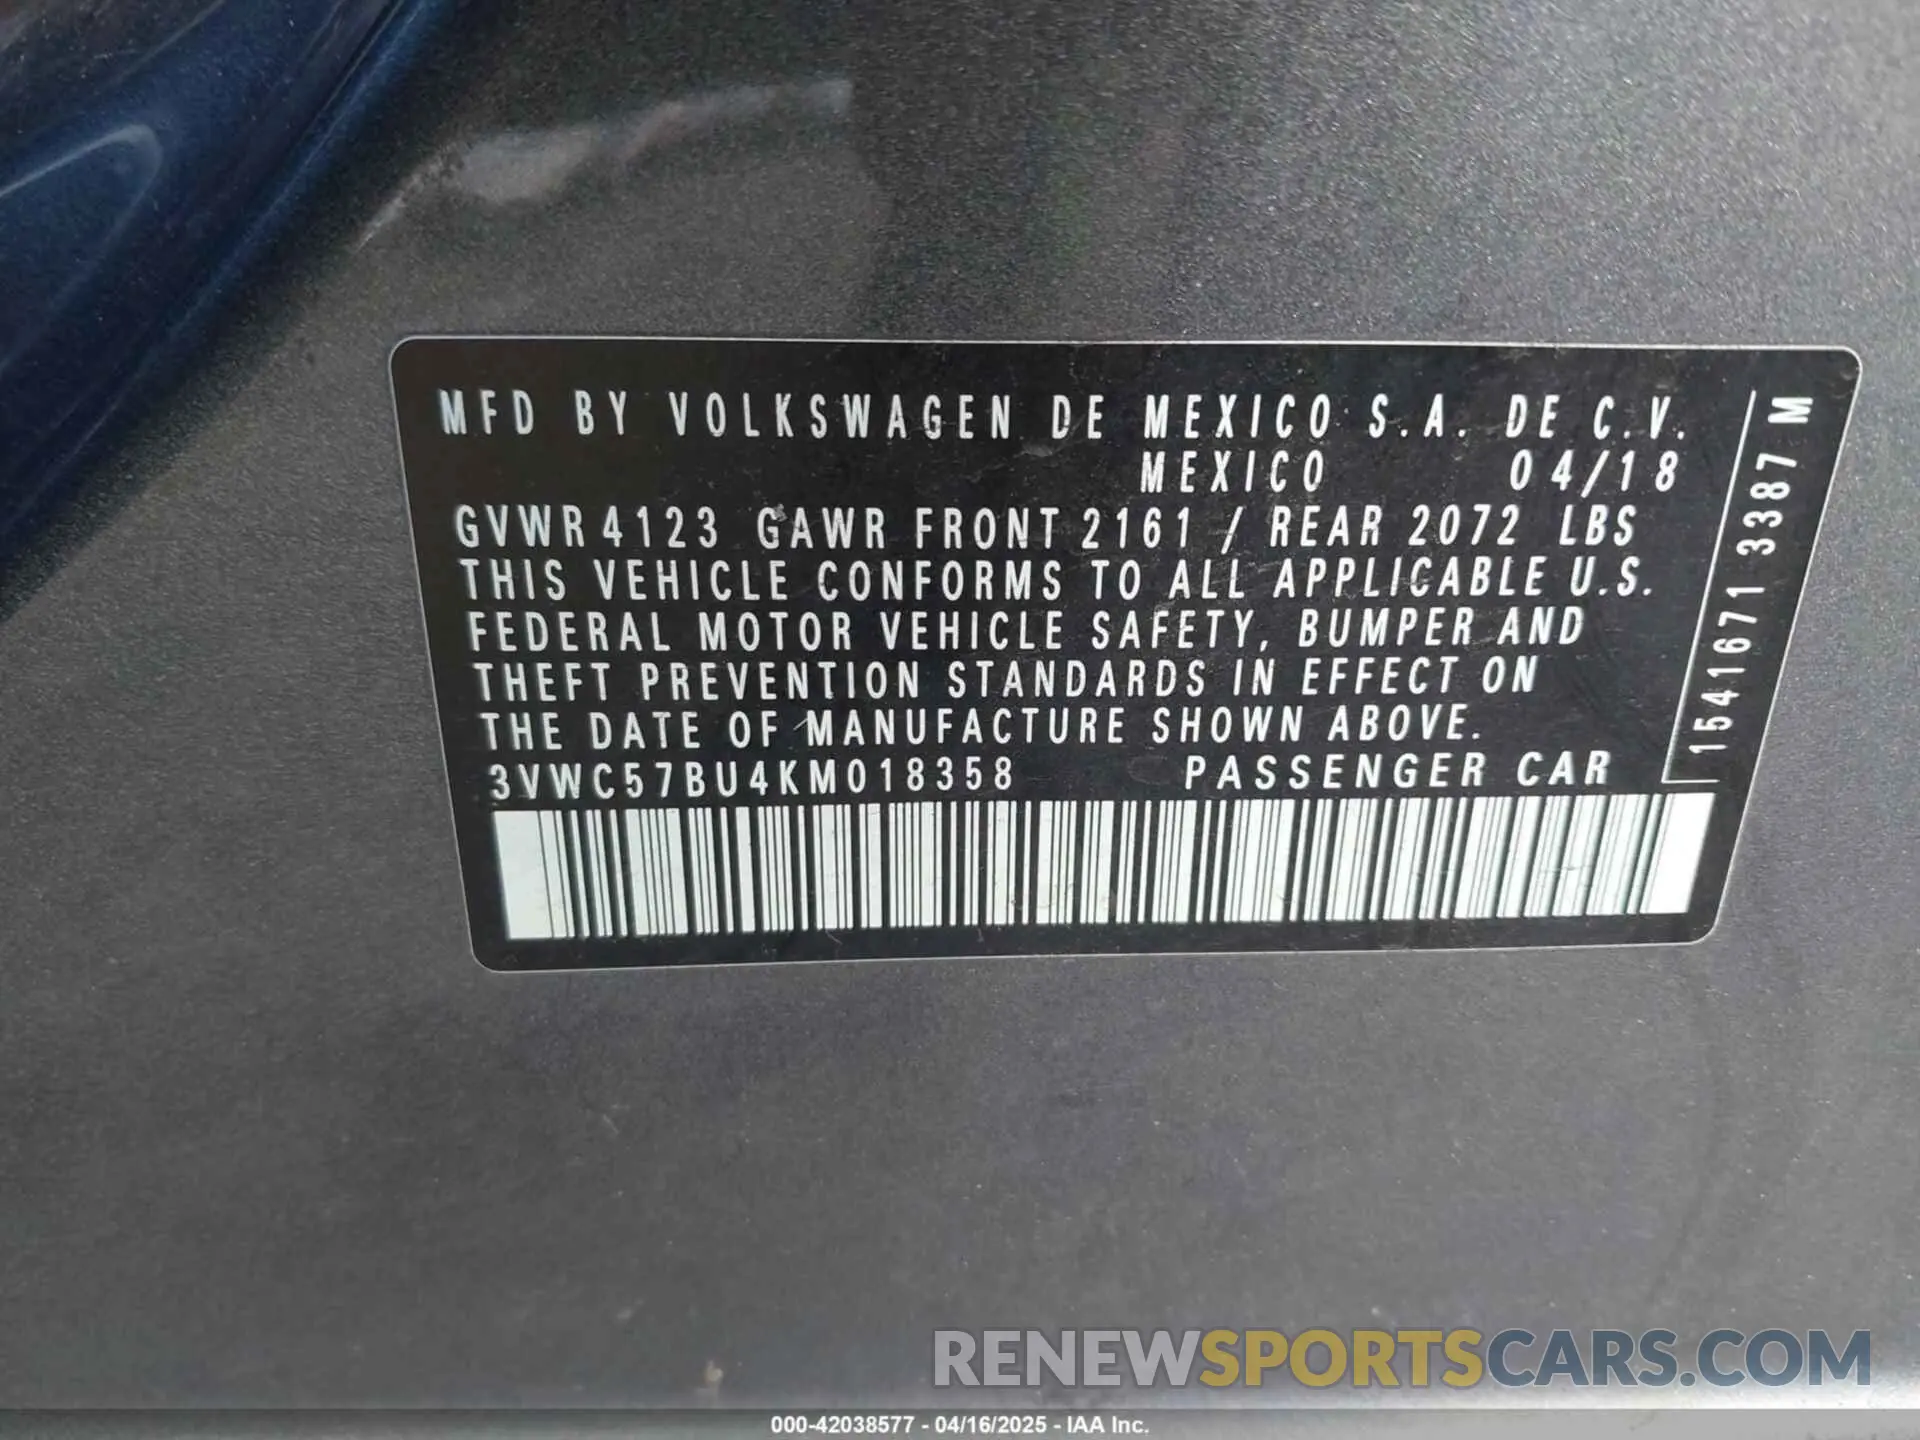 MFD BY VOLKSWAGEN DE MEXICO S.A. DE C.V.
MEXICO 04/18
GVWR 4123 GAWR FRONT 2161 / REAR 2072 LBS
THIS VEHICLE CONFORMS TO ALL APPLICABLE U.S.
FEDERAL MOTOR VEHICLE SAFETY, BUMPER AND
THEFT PREVENTION STANDARDS IN EFFECT ON
THE DATE OF MANUFACTURE SHOWN ABOVE.
3VWC57BU4KM018358 PASSENGER CAR
1541671 3387 M
RENEWSPORTSCARS.COM
000-42038577 - 04/16/2025 - IAA Inc.